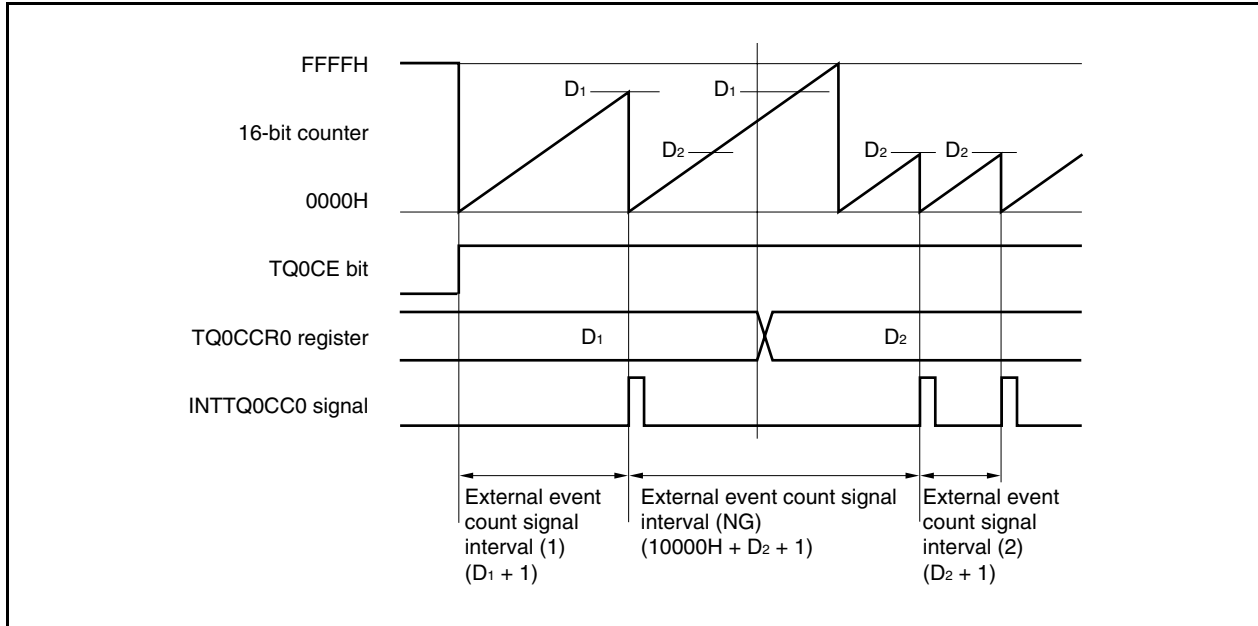 FFFFH
D1
D1
16-bit counter
D2
D2
D2
0000H
TQ0CE bit
TQ0CCR0 register
D1
D2
INTTQ0CC0 signal
External event
count signal
interval (1)
(D1 + 1)
External event count signal
interval (NG)
(10000H + D2 + 1)
External event
count signal
interval (2)
(D2 + 1)